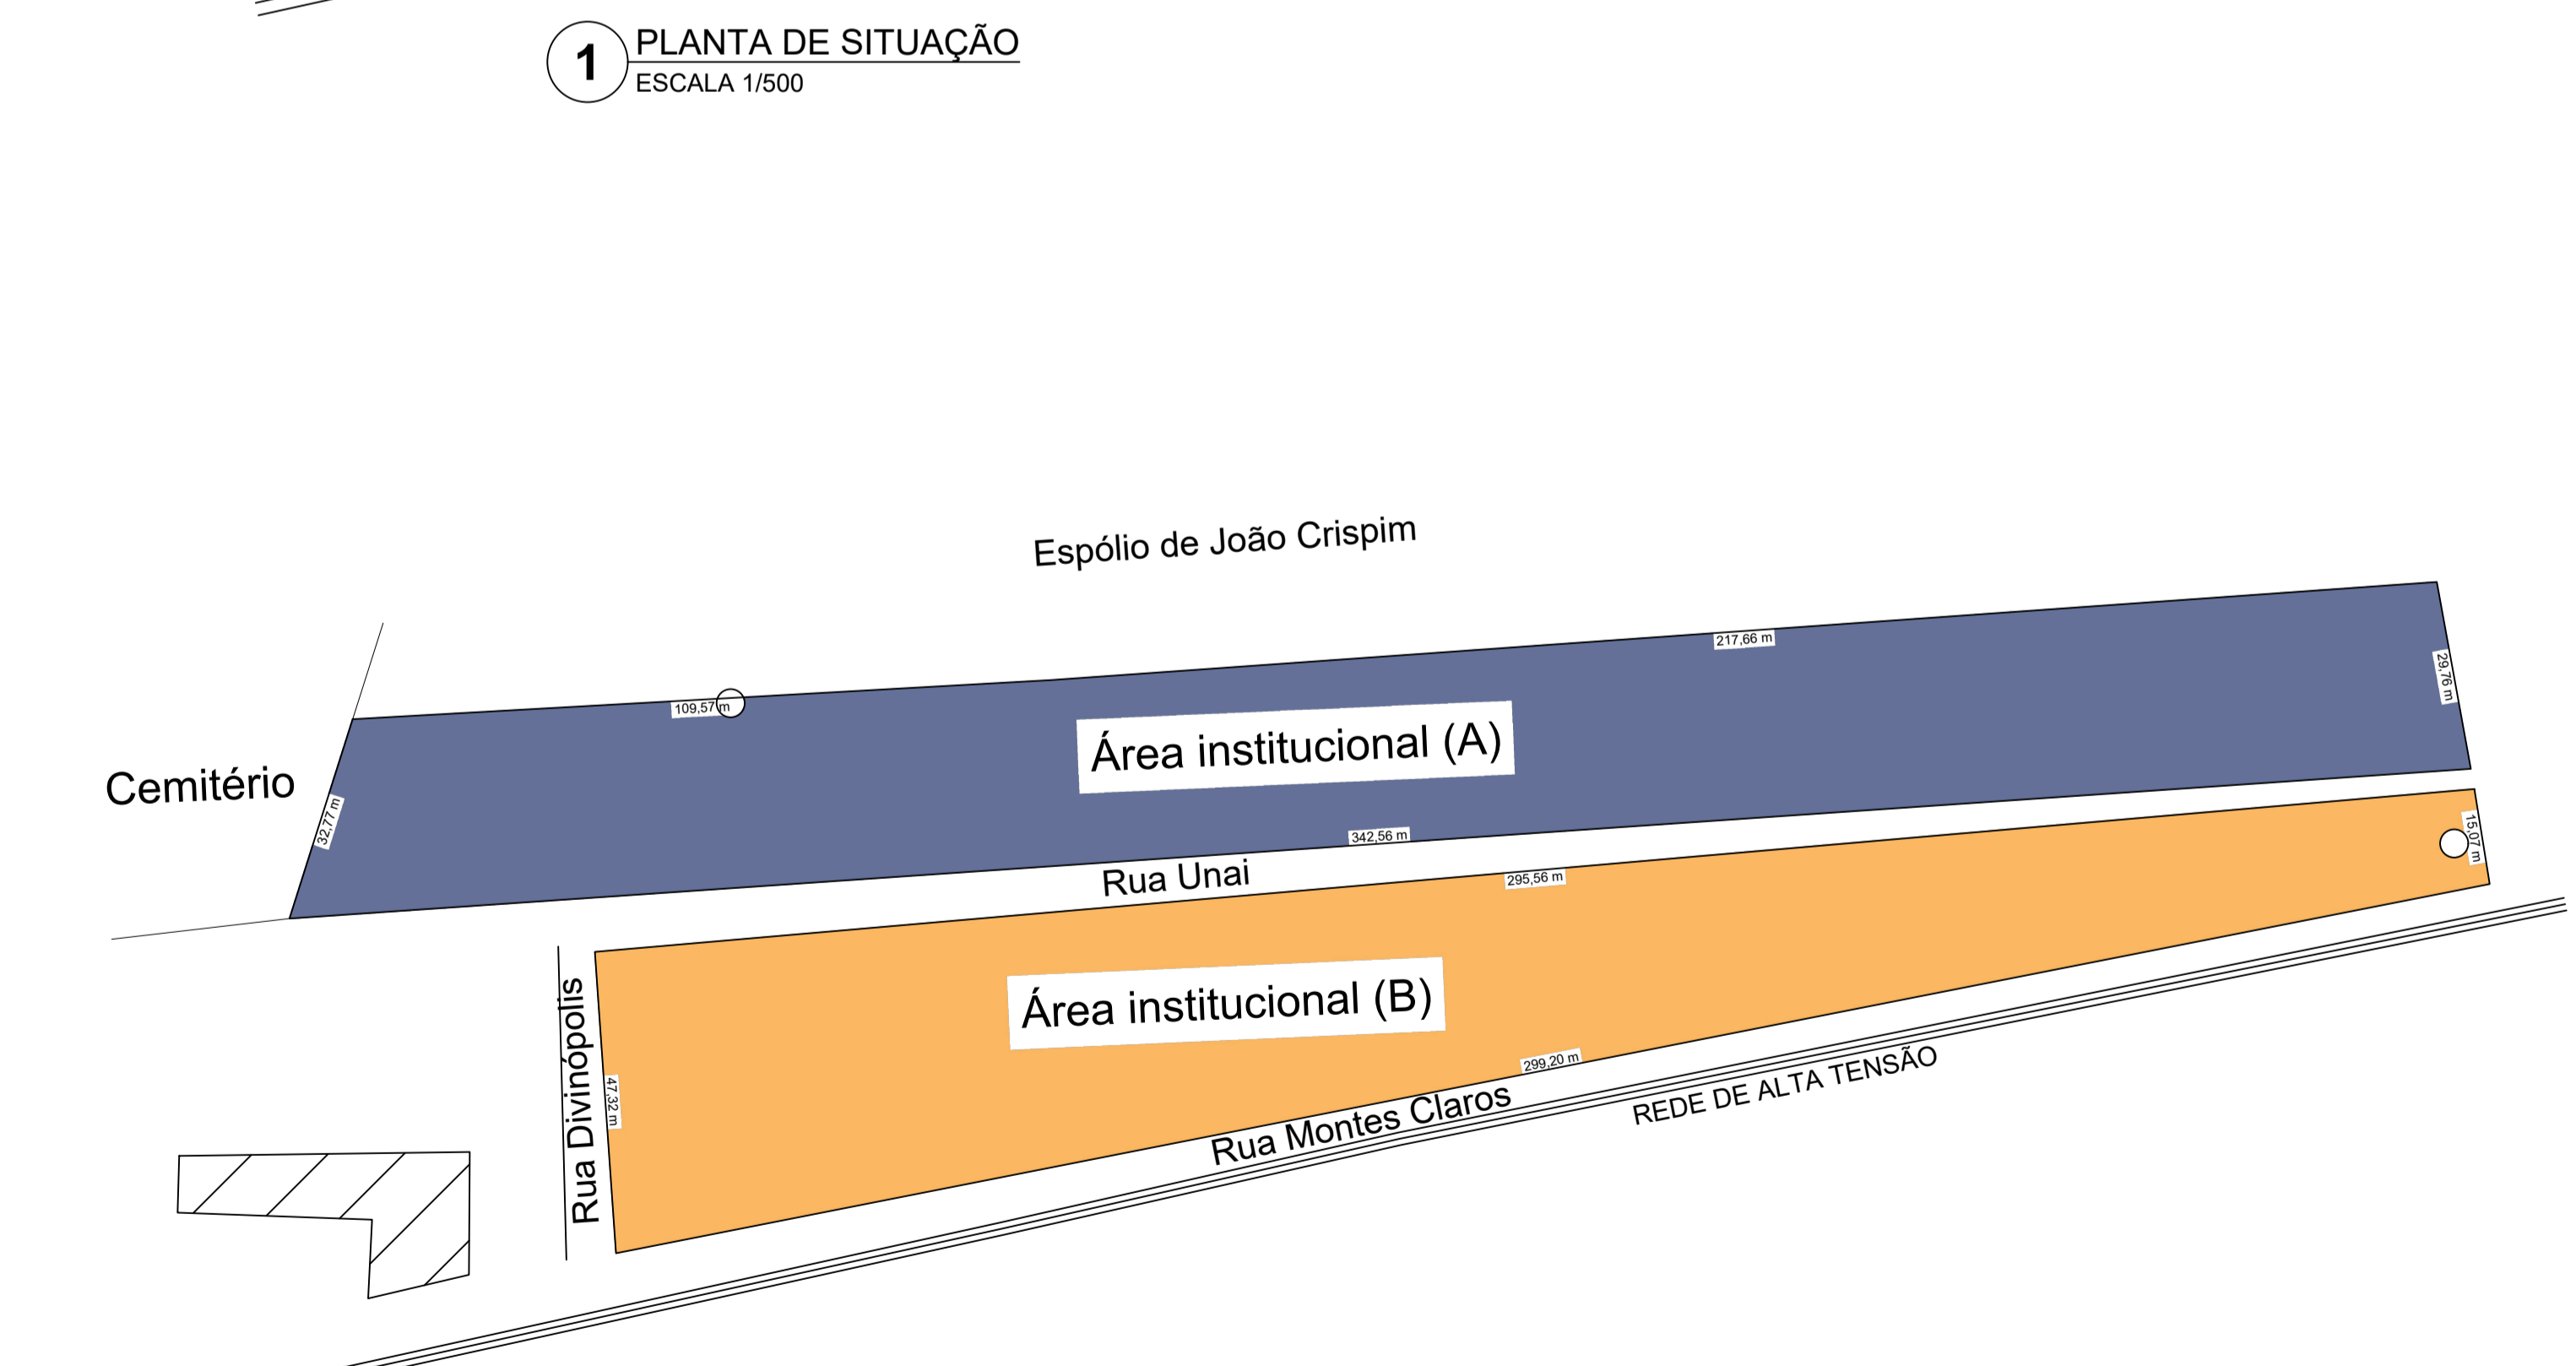 1
PLANTA DE SITUAÇÃO
ESCALA 1/500
Espólio de João Crispim
217,66 m
29,76 m
109,57 m
Área institucional (A)
Cemitério
32,77 m
342,56 m
Rua Unai
295,56 m
15,07 m
Área institucional (B)
Rua Divinópolis
47,32 m
299,20 m
Rua Montes Claros
REDE DE ALTA TENSÃO